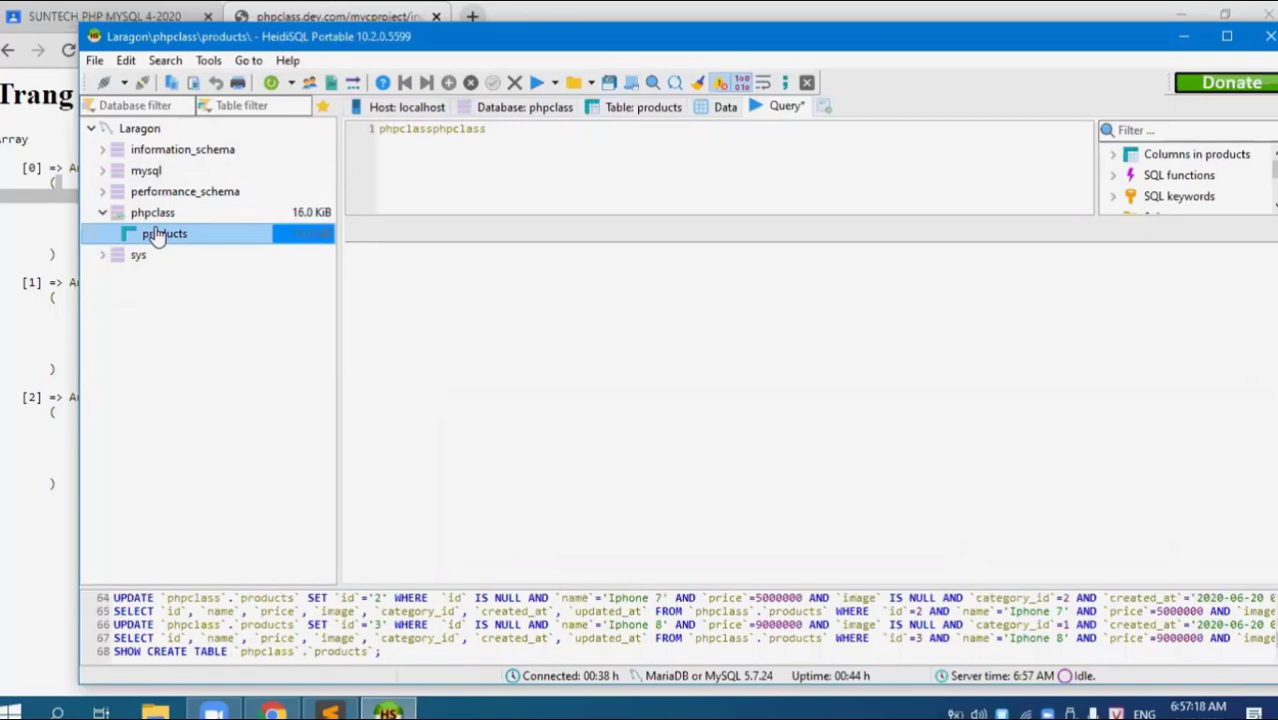 SUNTECH PHP MYSQL 4-2020
phpclass.dev.com/mvcproject/in
Laragon\phpclass\products\ - HeidiSQL Portable 10.2.0.5599
File Edit Search Tools Go to Help
Donate
Trang
Database filter Table filter
Host: localhost Database: phpclass Table: products Data Query*
Array
Laragon
information_schema
mysql
performance_schema
phpclass 16.0 KiB
products
sys
1 phpclassphpclass
Filter ...
Columns in products
SQL functions
SQL keywords
[0] => A
(
)
[1] => A
(
)
[2] => A
(
)
64 UPDATE `phpclass`.`products` SET `id`='2' WHERE `id` IS NULL AND `name`='Iphone 7' AND `price`=5000000 AND `image` IS NULL AND `category_id`=2 AND `created_at`='2020-06-20 0
65 SELECT `id`, `name`, `price`, `image`, `category_id`, `created_at`, `updated_at` FROM `phpclass`.`products` WHERE `id`=2 AND `name`='Iphone 7' AND `price`=5000000 AND `image
66 UPDATE `phpclass`.`products` SET `id`='3' WHERE `id` IS NULL AND `name`='Iphone 8' AND `price`=9000000 AND `image` IS NULL AND `category_id`=1 AND `created_at`='2020-06-20 0
67 SELECT `id`, `name`, `price`, `image`, `category_id`, `created_at`, `updated_at` FROM `phpclass`.`products` WHERE `id`=3 AND `name`='Iphone 8' AND `price`=9000000 AND `image
68 SHOW CREATE TABLE `phpclass`.`products`;
Connected: 00:38 h MariaDB or MySQL 5.7.24 Uptime: 00:44 h Server time: 6:57 AM Idle.
ENG 6:57:18 AM